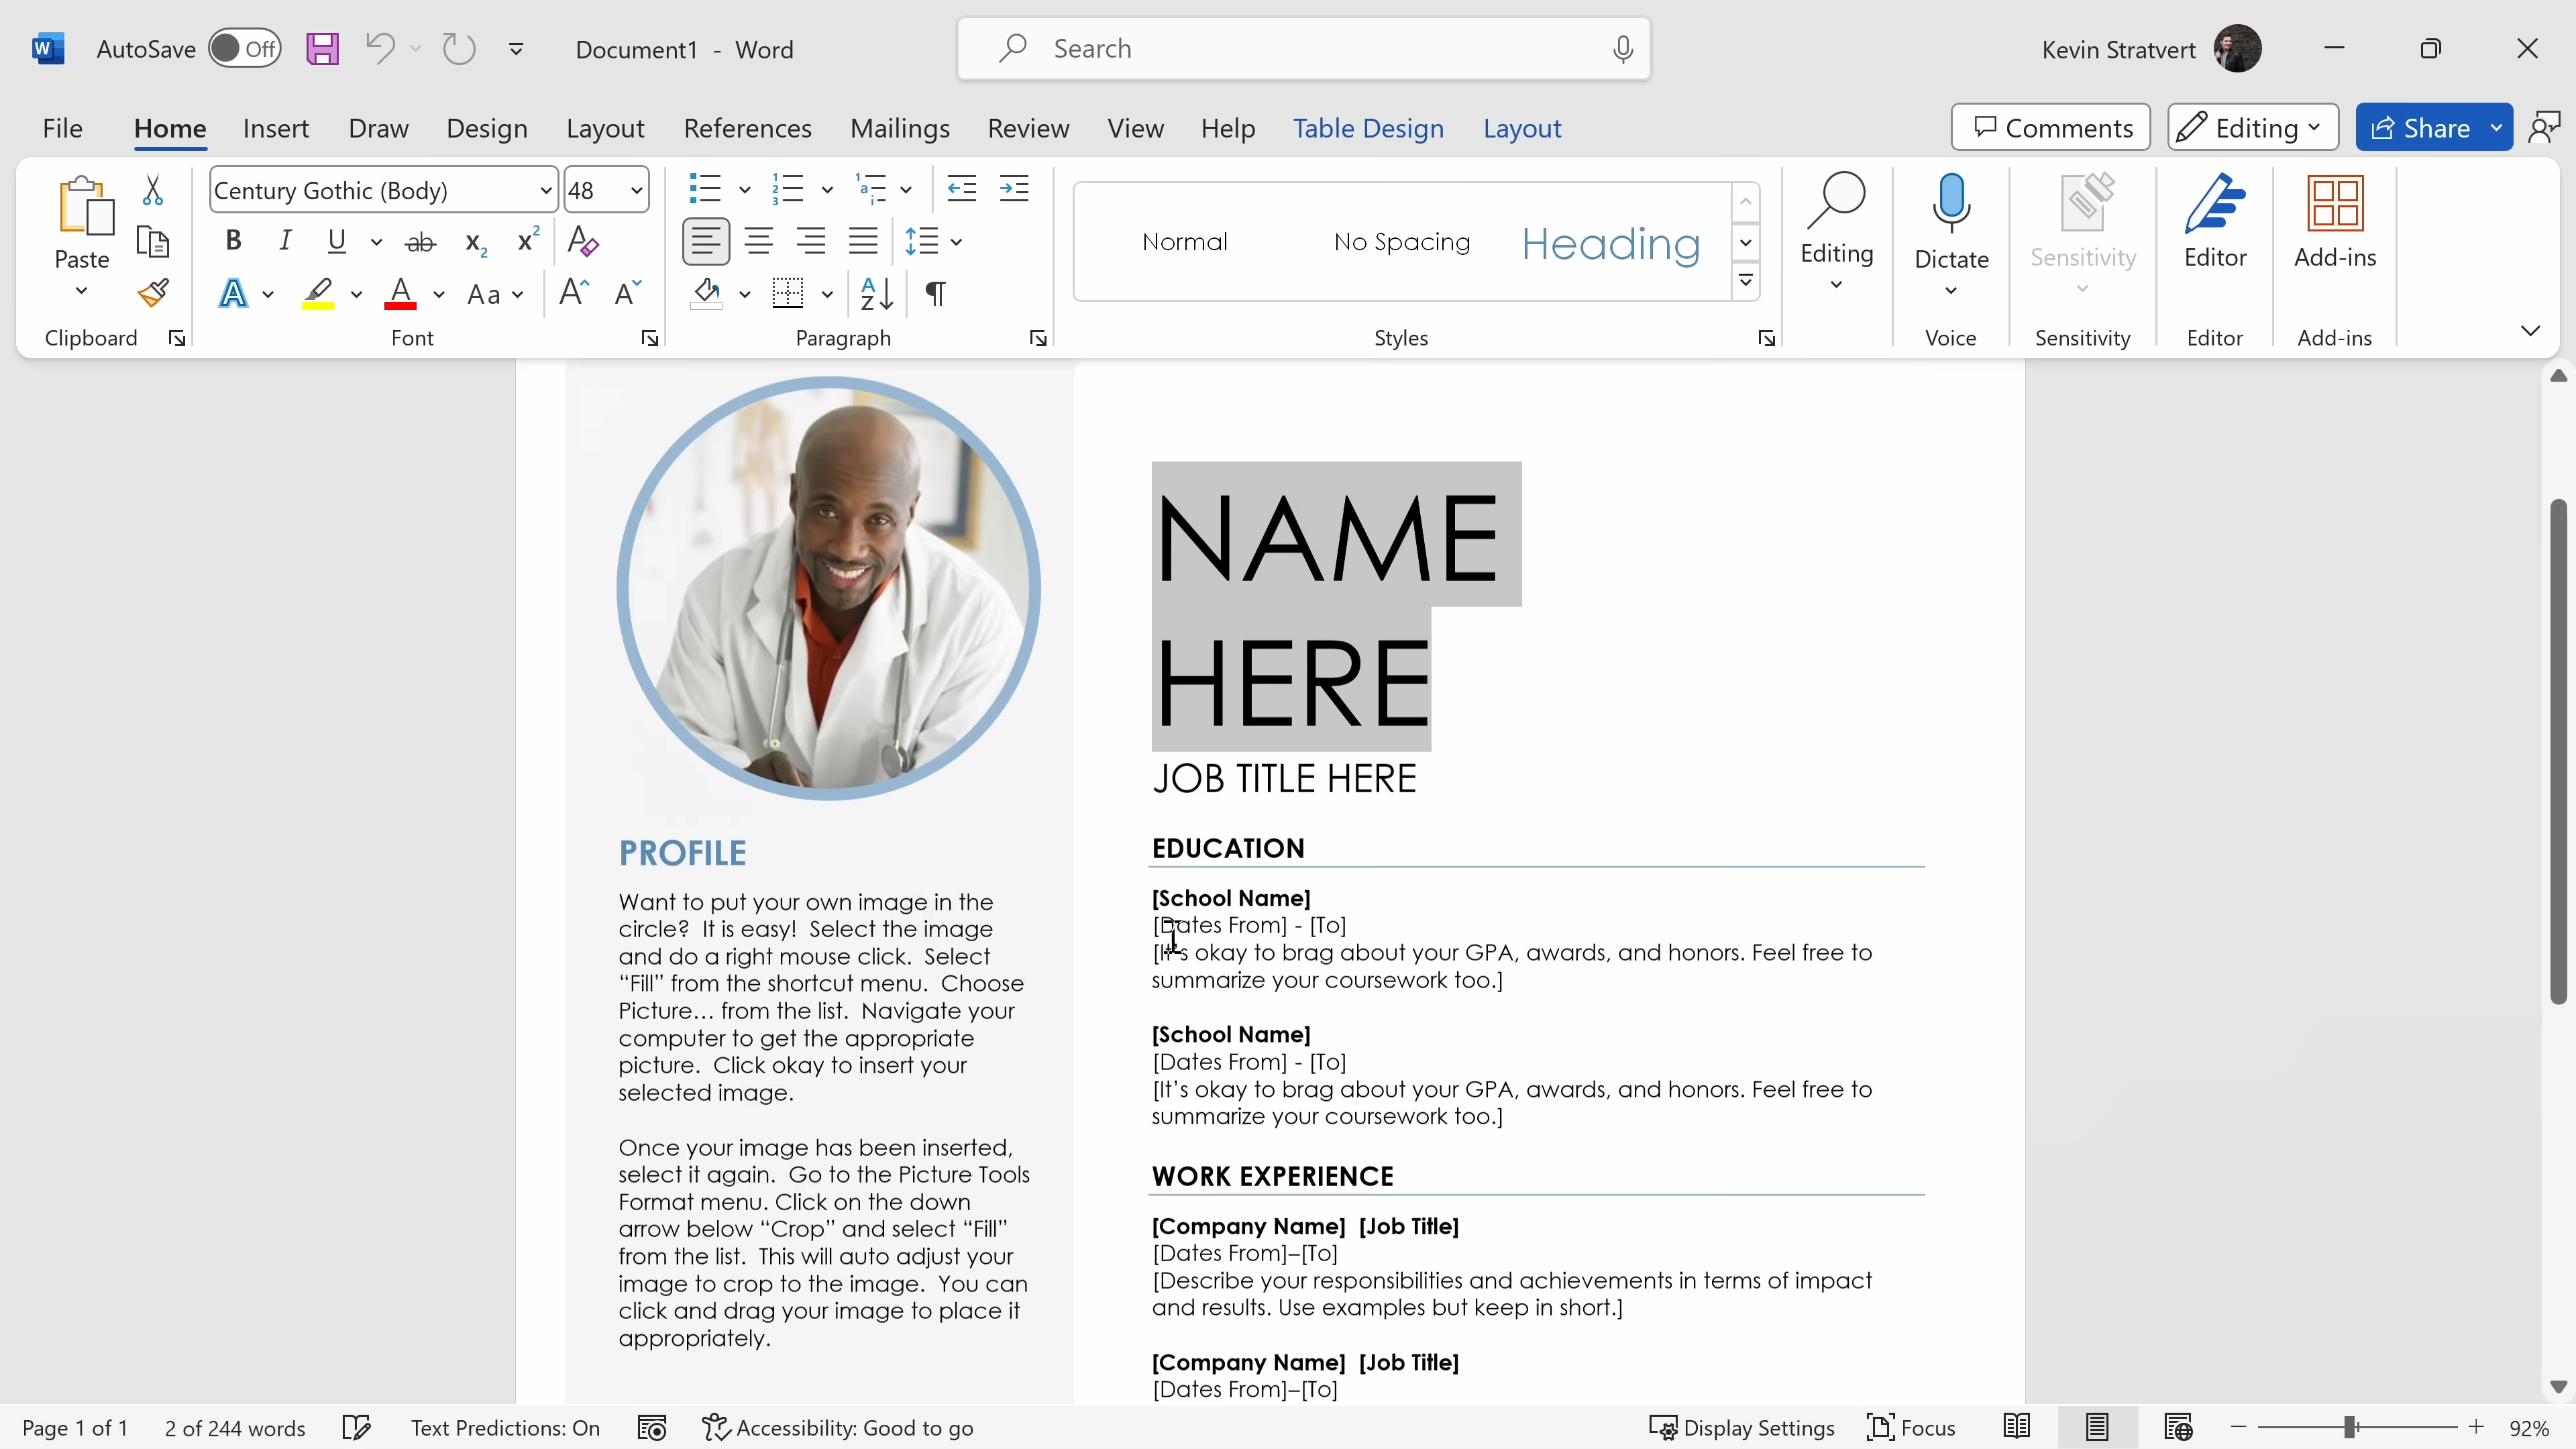 AutoSave Off Document1 - Word Search Kevin Stratvert
File Home Insert Draw Design Layout References Mailings Review View Help Table Design Layout Comments Editing Share
Paste
Clipboard
Century Gothic (Body) 48
Font
Paragraph
Normal No Spacing Heading
Styles
Editing
Dictate
Voice
Sensitivity
Sensitivity
Editor
Editor
Add-ins
Add-ins
PROFILE
Want to put your own image in the
circle? It is easy! Select the image
and do a right mouse click. Select
“Fill” from the shortcut menu. Choose
Picture… from the list. Navigate your
computer to get the appropriate
picture. Click okay to insert your
selected image.
Once your image has been inserted,
select it again. Go to the Picture Tools
Format menu. Click on the down
arrow below “Crop” and select “Fill”
from the list. This will auto adjust your
image to crop to the image. You can
click and drag your image to place it
appropriately.
NAME
HERE
JOB TITLE HERE
EDUCATION
[School Name]
[Dates From] - [To]
[It’s okay to brag about your GPA, awards, and honors. Feel free to
summarize your coursework too.]
[School Name]
[Dates From] - [To]
[It’s okay to brag about your GPA, awards, and honors. Feel free to
summarize your coursework too.]
WORK EXPERIENCE
[Company Name] [Job Title]
[Dates From]–[To]
[Describe your responsibilities and achievements in terms of impact
and results. Use examples but keep in short.]
[Company Name] [Job Title]
[Dates From]–[To]
Page 1 of 1 2 of 244 words Text Predictions: On Accessibility: Good to go Display Settings Focus 92%